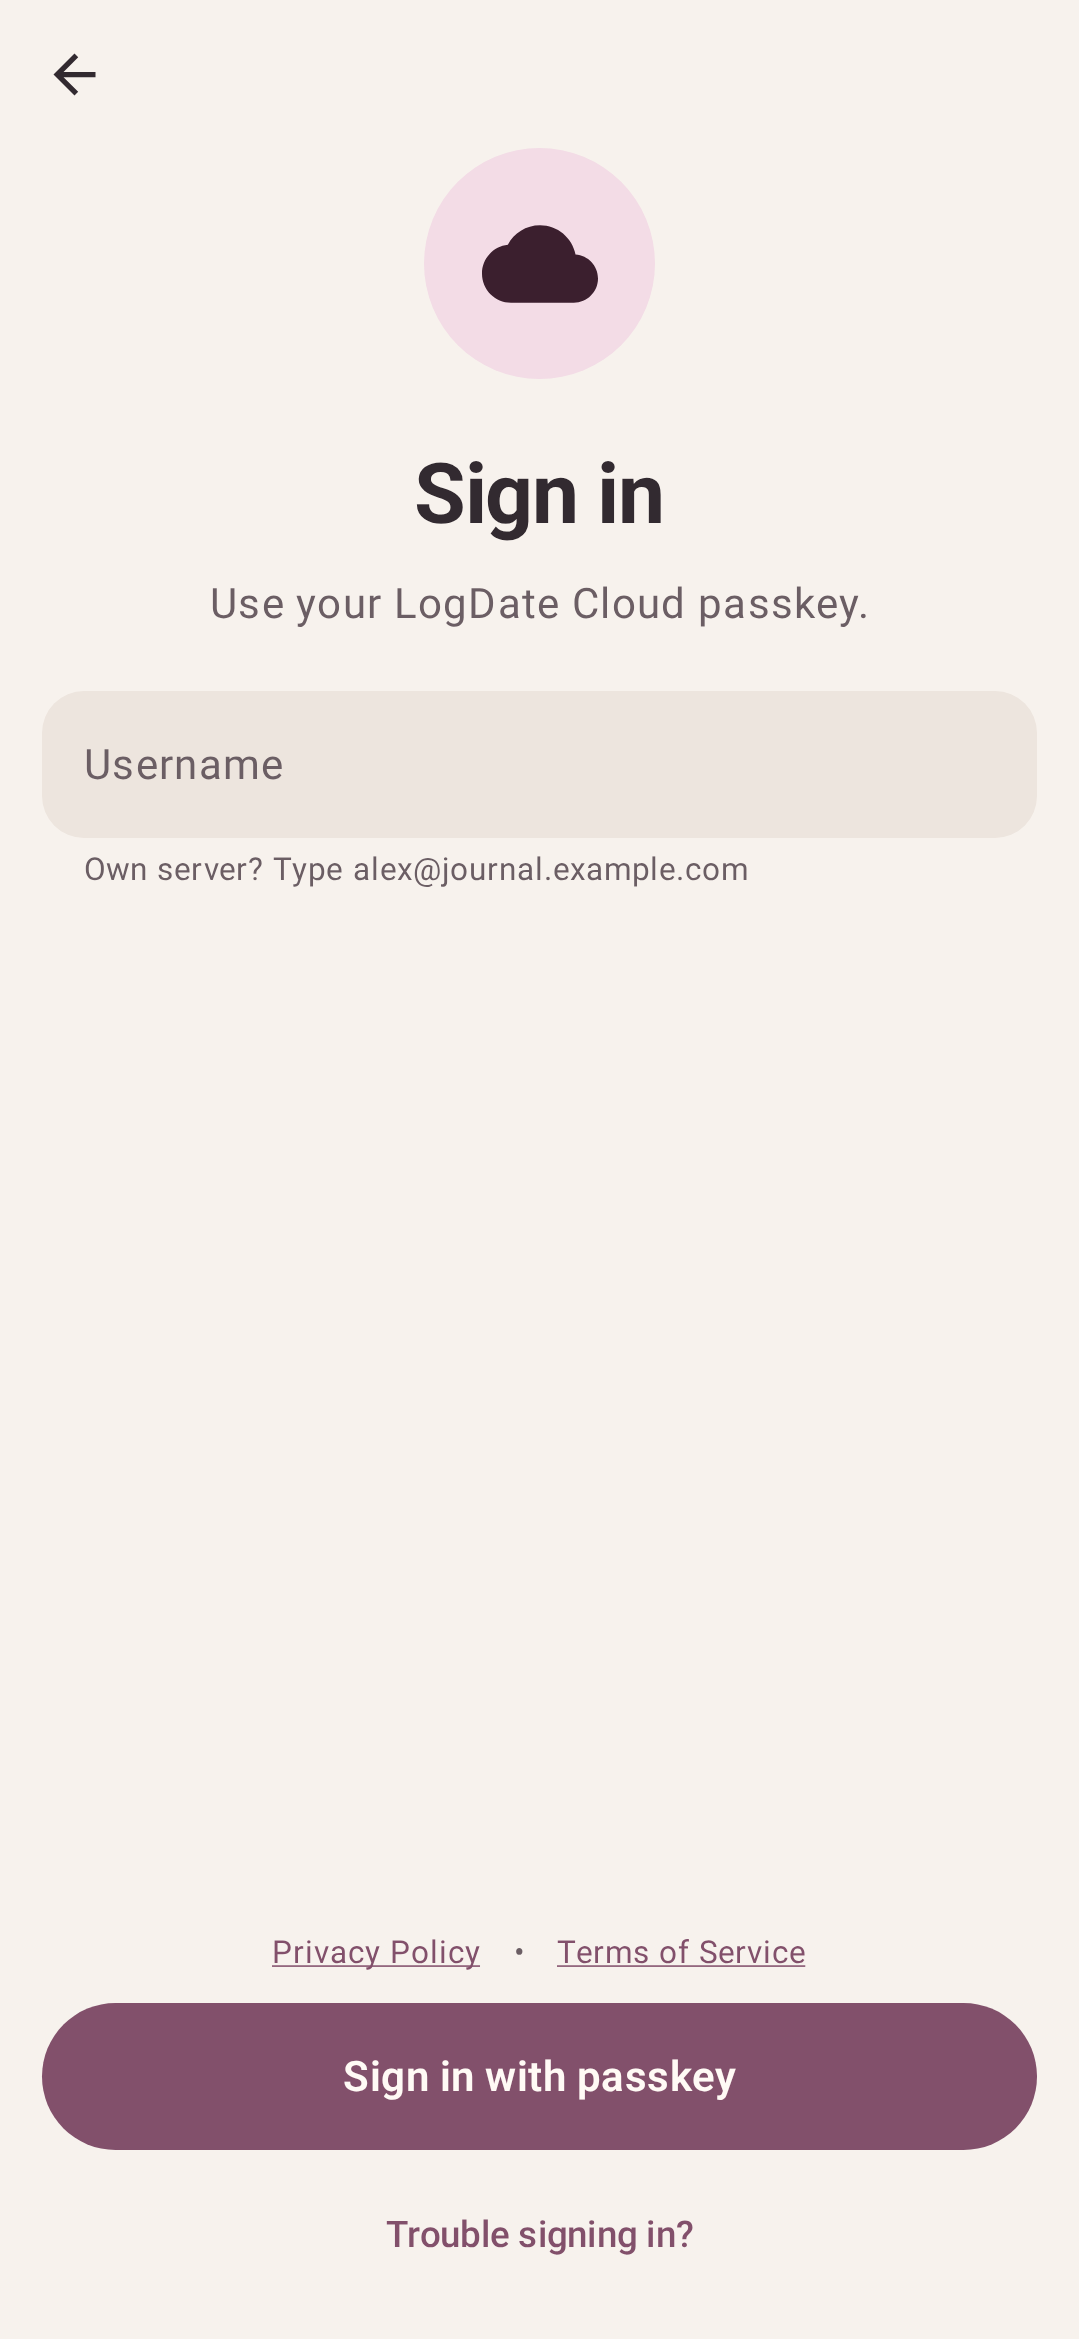 Sign in
Use your LogDate Cloud passkey.
Username
Own server? Type alex@journal.example.com
Privacy Policy • Terms of Service
Sign in with passkey
Trouble signing in?